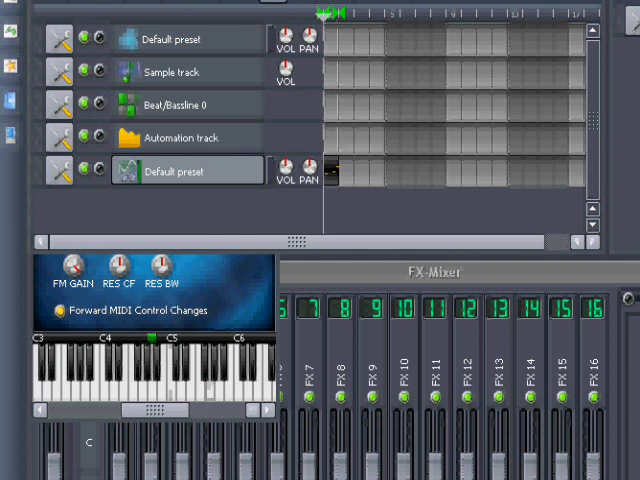 Default preset
VOL PAN
Sample track
VOL
Beat/Bassline 0
Automation track
Default preset
VOL PAN
FX-Mixer
FM GAIN RES CF RES BW
Forward MIDI Control Changes
7 8 9 10 11 12 13 14 15 16
C3 C4 C5 C6
FX 7
FX 8
FX 9
FX 10
FX 11
FX 12
FX 13
FX 14
FX 15
FX 16
C